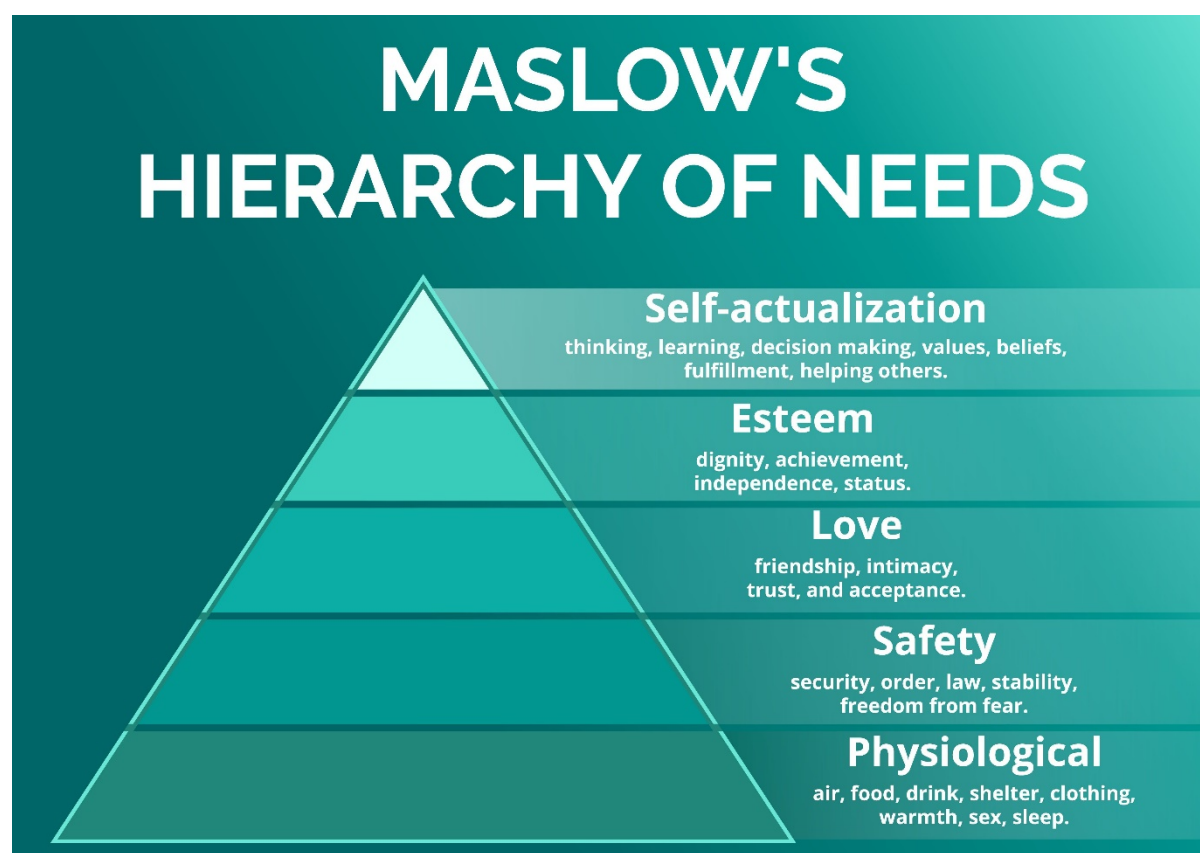 MASLOW'S
HIERARCHY OF NEEDS
Self-actualization
thinking, learning, decision making, values, beliefs,
fulfillment, helping others.
Esteem
dignity, achievement,
independence, status.
Love
friendship, intimacy,
trust, and acceptance.
Safety
security, order, law, stability,
freedom from fear.
Physiological
air, food, drink, shelter, clothing,
warmth, sex, sleep.